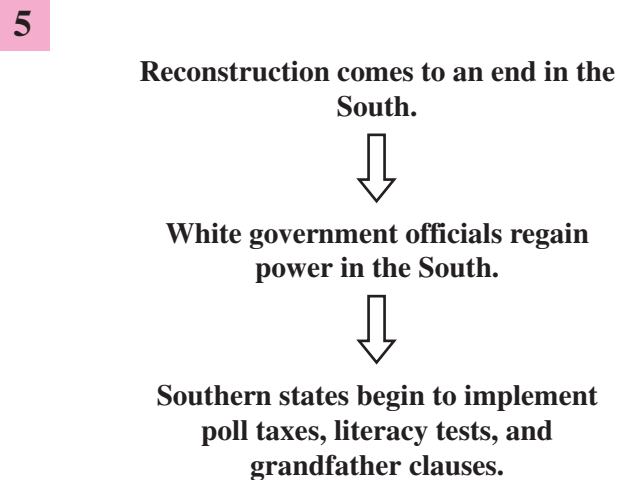 5
Reconstruction comes to an end in the
South.
White government officials regain
power in the South.
Southern states begin to implement
poll taxes, literacy tests, and
grandfather clauses.